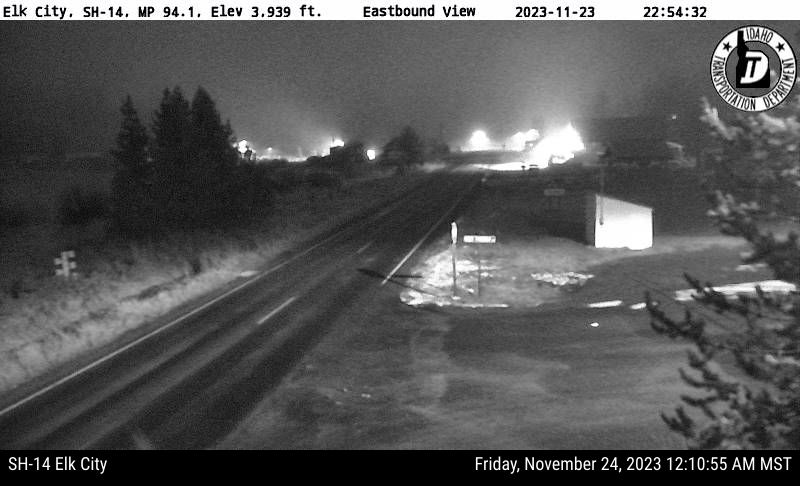 Elk City, SH-14, MP 94.1, Elev 3,939 ft. Eastbound View 2023-11-23 22:54:32
IDAHO
TRANSPORTATION DEPARTMENT
SH-14 Elk City Friday, November 24, 2023 12:10:55 AM MST